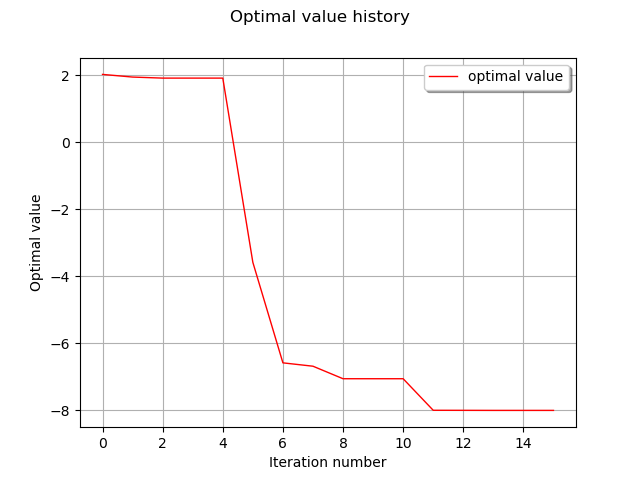 Optimal value history
optimal value
2
0
−2
−4
−6
−8
Optimal value
0 2 4 6 8 10 12 14
Iteration number